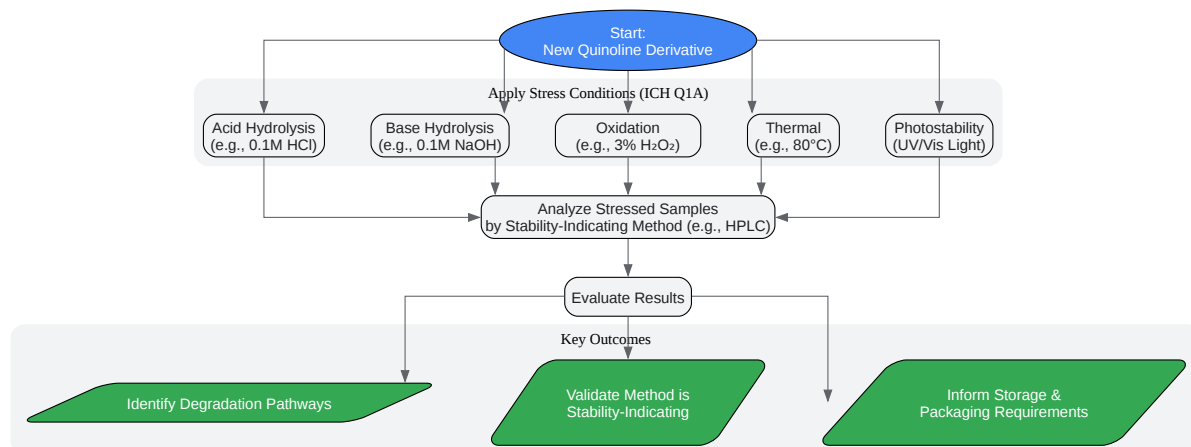 Start:
New Quinoline Derivative
Apply Stress Conditions (ICH Q1A)
Acid Hydrolysis
(e.g., 0.1M HCl)
Base Hydrolysis
(e.g., 0.1M NaOH)
Oxidation
(e.g., 3% H₂O₂)
Thermal
(e.g., 80°C)
Photostability
(UV/Vis Light)
Analyze Stressed Samples
by Stability-Indicating Method (e.g., HPLC)
Evaluate Results
Key Outcomes
Identify Degradation Pathways
Validate Method is
Stability-Indicating
Inform Storage &
Packaging Requirements